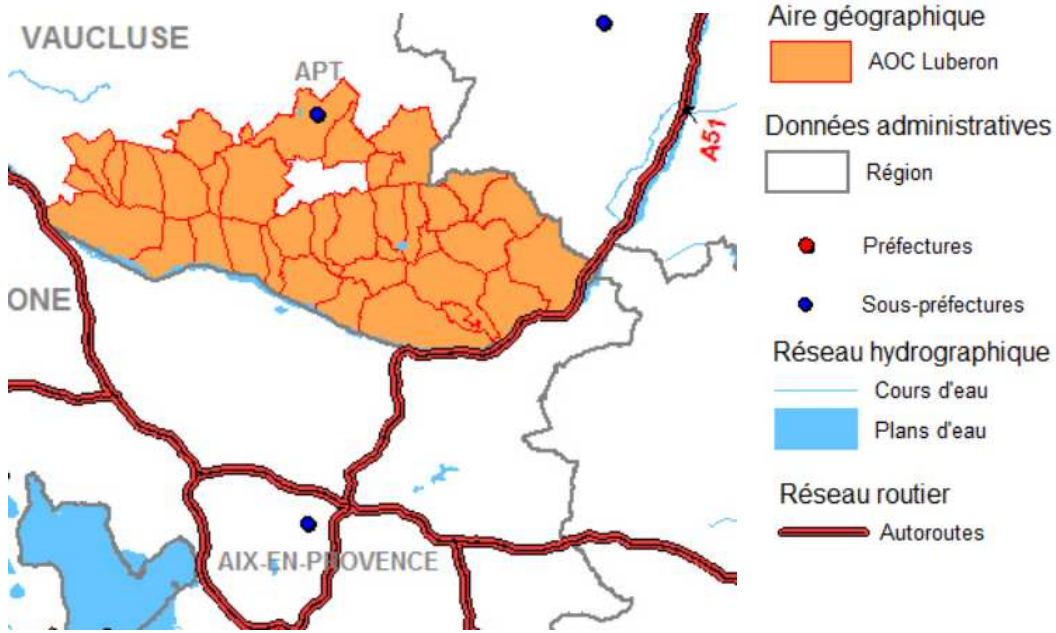 VAUCLUSE
APT
A51
ONE
AIX-EN-PROVENCE
Aire géographique
AOC Luberon
Données administratives
Région
Préfectures
Sous-préfectures
Réseau hydrographique
Cours d'eau
Plans d'eau
Réseau routier
Autoroutes